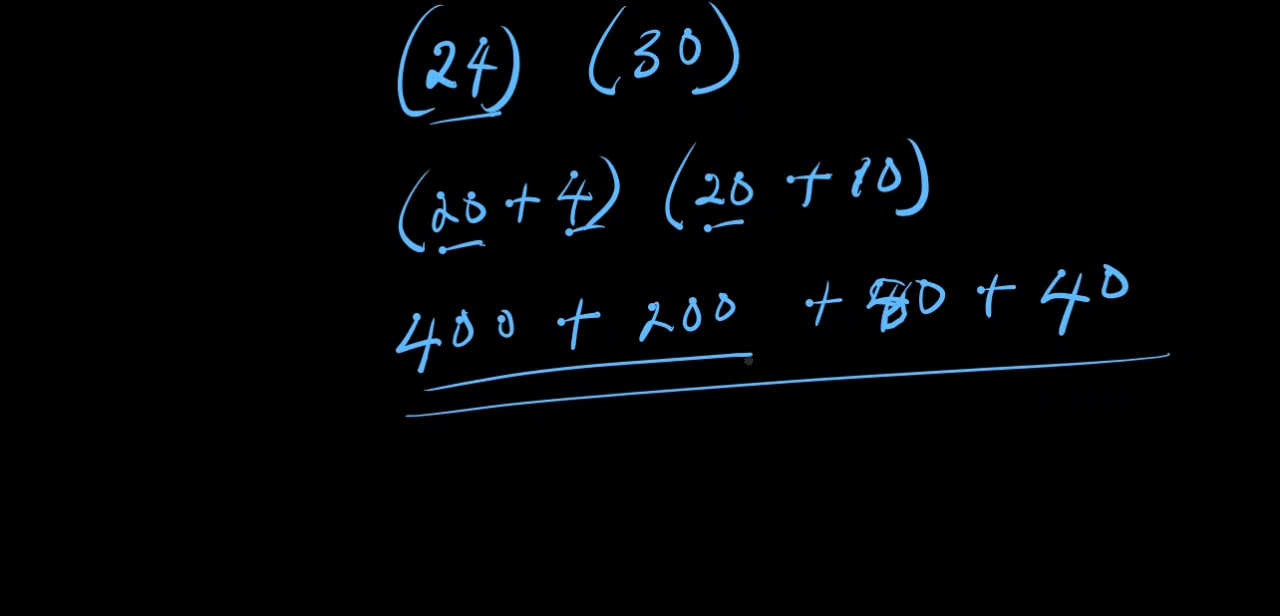 (24) (30)
(20 + 4) (20 + 10)
400 + 200 + 80 + 40